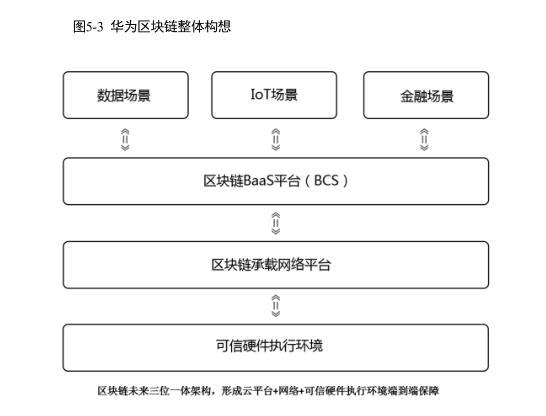 图5-3 华为区块链整体构想
数据场景 IoT场景 金融场景
区块链BaaS平台（BCS）
区块链承载网络平台
可信硬件执行环境
区块链未来三位一体架构，形成云平台+网络+可信硬件执行环境端到端保障